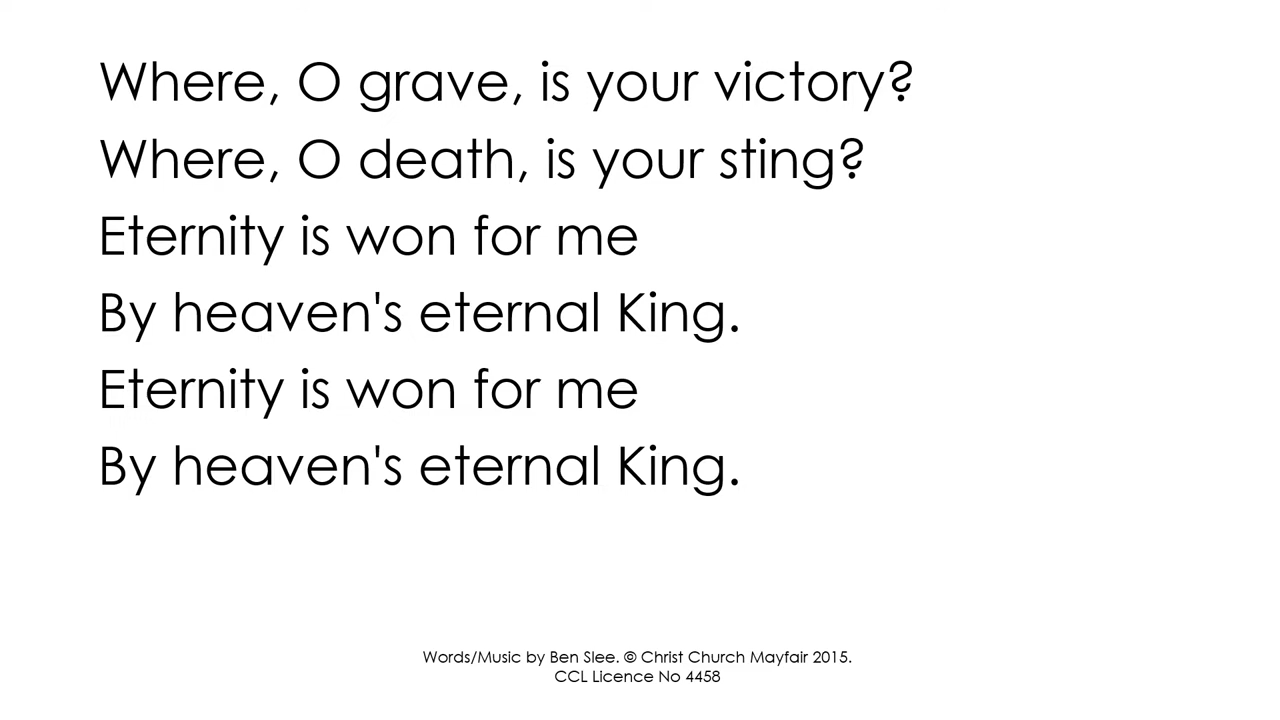 Where, O grave, is your victory?
Where, O death, is your sting?
Eternity is won for me
By heaven's eternal King.
Eternity is won for me
By heaven's eternal King.
Words/Music by Ben Slee. © Christ Church Mayfair 2015.
CCL Licence No 4458